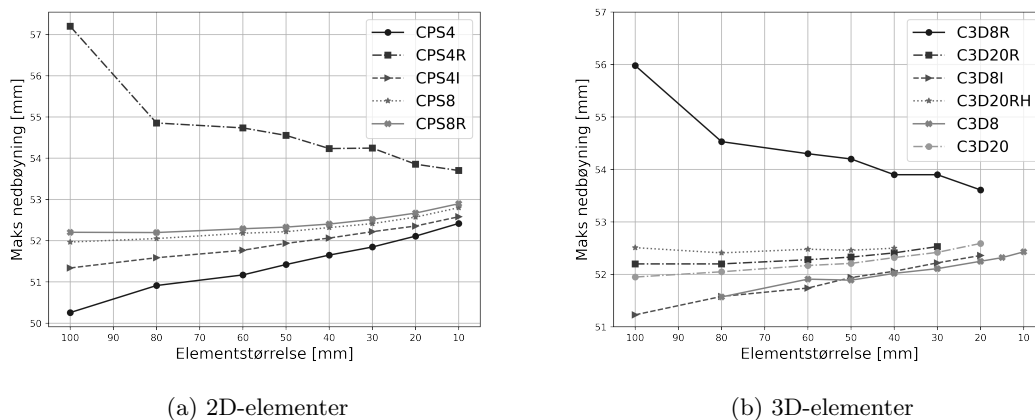 57
56
55
54
53
52
51
50
100
90
80
70
60
50
40
30
20
10
Maks nedbøyning [mm]
Elementstørrelse [mm]
CPS4
CPS4R
CPS4I
CPS8
CPS8R
(a) 2D-elementer
57
56
55
54
53
52
51
100
90
80
70
60
50
40
30
20
10
Maks nedbøyning [mm]
Elementstørrelse [mm]
C3D8R
C3D20R
C3D8I
C3D20RH
C3D8
C3D20
(b) 3D-elementer